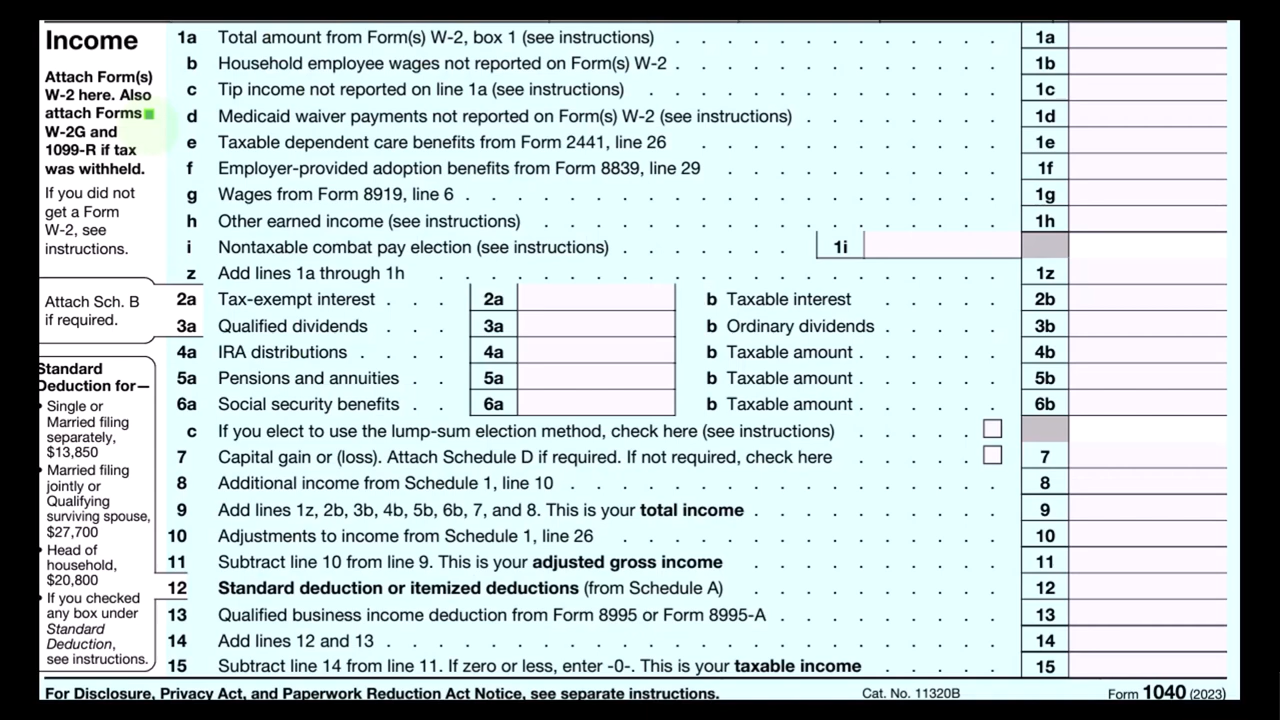 Income
Attach Form(s)
W-2 here. Also
attach Forms
W-2G and
1099-R if tax
was withheld.
If you did not
get a Form
W-2, see
instructions.
1a Total amount from Form(s) W-2, box 1 (see instructions) . . . . . . . . . . . . . 1a
b Household employee wages not reported on Form(s) W-2 . . . . . . . . . . . . . 1b
c Tip income not reported on line 1a (see instructions) . . . . . . . . . . . . . . 1c
d Medicaid waiver payments not reported on Form(s) W-2 (see instructions) . . . . . . . . 1d
e Taxable dependent care benefits from Form 2441, line 26 . . . . . . . . . . . . 1e
f Employer-provided adoption benefits from Form 8839, line 29 . . . . . . . . . . . 1f
g Wages from Form 8919, line 6 . . . . . . . . . . . . . . . . . . . . 1g
h Other earned income (see instructions) . . . . . . . . . . . . . . . . . 1h
i Nontaxable combat pay election (see instructions) . . . . . . . 1i
z Add lines 1a through 1h . . . . . . . . . . . . . . . . . . . . . 1z
Attach Sch. B
if required.
2a Tax-exempt interest . . . 2a b Taxable interest . . . . . 2b
3a Qualified dividends . . . 3a b Ordinary dividends . . . . . 3b
4a IRA distributions . . . . 4a b Taxable amount . . . . . . 4b
5a Pensions and annuities . . 5a b Taxable amount . . . . . . 5b
6a Social security benefits . . 6a b Taxable amount . . . . . . 6b
c If you elect to use the lump-sum election method, check here (see instructions) . . . . .
7 Capital gain or (loss). Attach Schedule D if required. If not required, check here . . . . . 7
8 Additional income from Schedule 1, line 10 . . . . . . . . . . . . . . . . 8
9 Add lines 1z, 2b, 3b, 4b, 5b, 6b, 7, and 8. This is your total income . . . . . . . . . 9
10 Adjustments to income from Schedule 1, line 26 . . . . . . . . . . . . . . 10
11 Subtract line 10 from line 9. This is your adjusted gross income . . . . . . . . . . 11
12 Standard deduction or itemized deductions (from Schedule A) . . . . . . . . . . 12
13 Qualified business income deduction from Form 8995 or Form 8995-A . . . . . . . . . 13
14 Add lines 12 and 13 . . . . . . . . . . . . . . . . . . . . . . . 14
15 Subtract line 14 from line 11. If zero or less, enter -0-. This is your taxable income . . . . . 15
Standard
Deduction for—
• Single or
Married filing
separately,
$13,850
• Married filing
jointly or
Qualifying
surviving spouse,
$27,700
• Head of
household,
$20,800
• If you checked
any box under
Standard
Deduction,
see instructions.
For Disclosure, Privacy Act, and Paperwork Reduction Act Notice, see separate instructions. Cat. No. 11320B Form 1040 (2023)